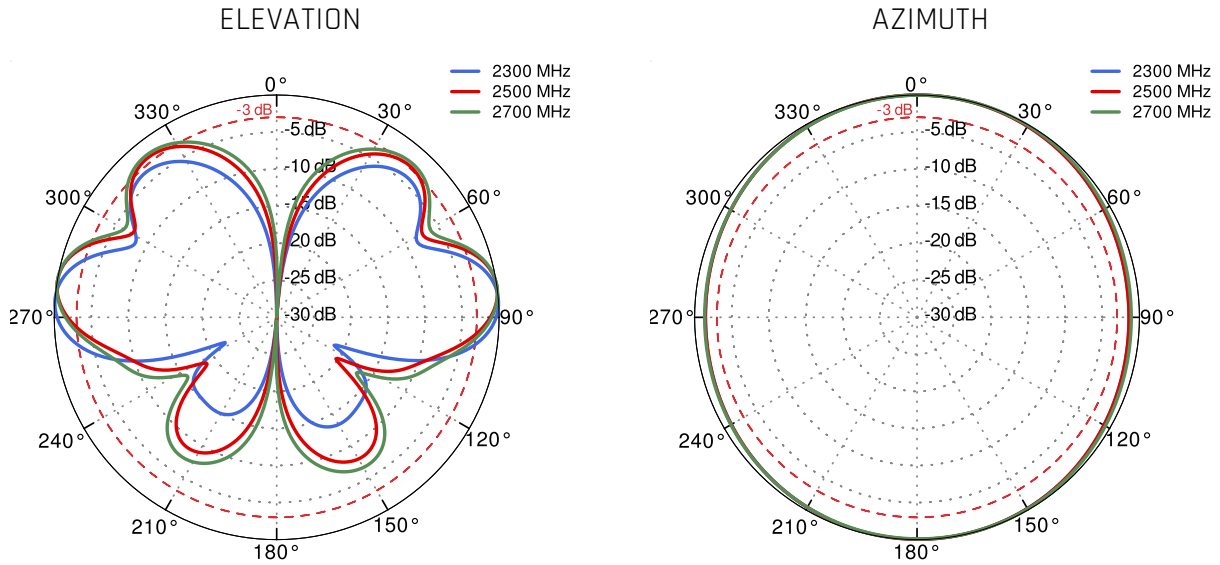 ELEVATION
2300 MHz
2500 MHz
2700 MHz
0°
30°
60°
90°
120°
150°
180°
210°
240°
270°
300°
330°
-3 dB
-5 dB
-10 dB
-15 dB
-20 dB
-25 dB
-30 dB
AZIMUTH
2300 MHz
2500 MHz
2700 MHz
0°
30°
60°
90°
120°
150°
180°
210°
240°
270°
300°
330°
-3 dB
-5 dB
-10 dB
-15 dB
-20 dB
-25 dB
-30 dB